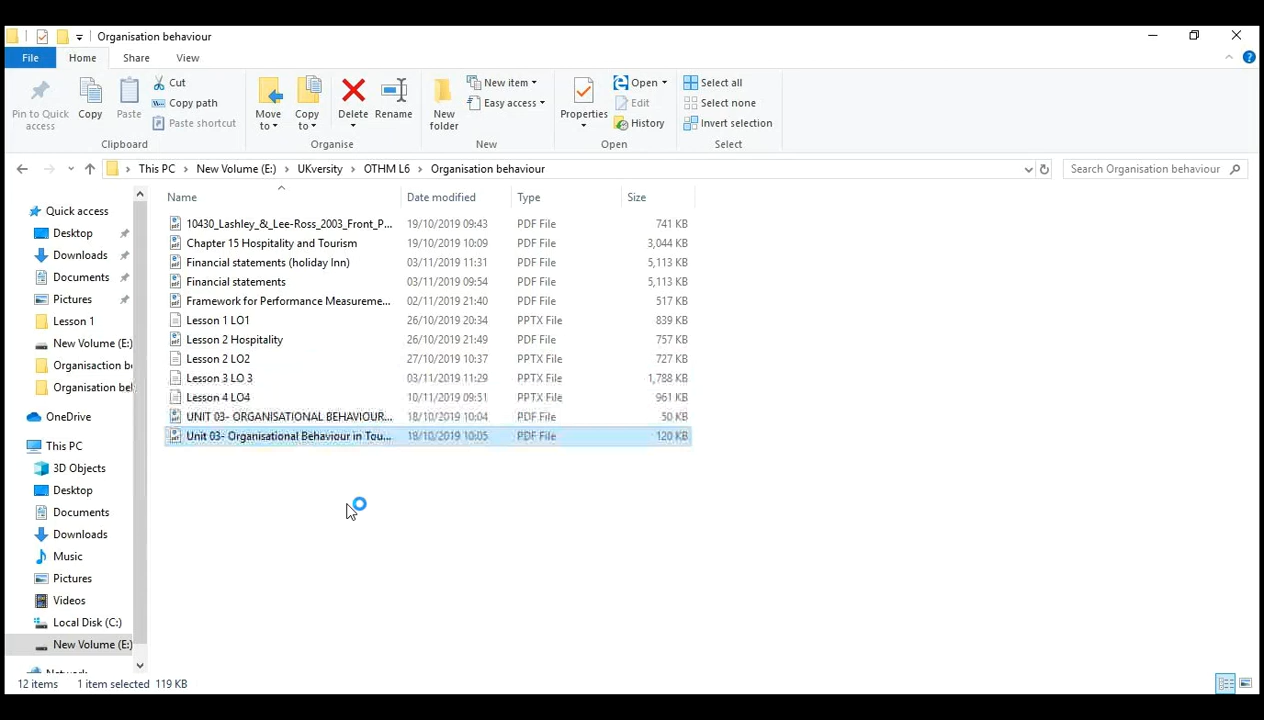 Organisation behaviour
File Home Share View
Pin to Quick access
Copy
Paste
Cut
Copy path
Paste shortcut
Clipboard
Move to
Copy to
Delete
Rename
Organise
New folder
New item
Easy access
New
Properties
Open
Edit
History
Open
Select all
Select none
Invert selection
Select
This PC > New Volume (E:) > UKversity > OTHM L6 > Organisation behaviour
Search Organisation behaviour
Quick access
Desktop
Downloads
Documents
Pictures
Lesson 1
New Volume (E:)
Organisaction be
Organisation bel
OneDrive
This PC
3D Objects
Desktop
Documents
Downloads
Music
Pictures
Videos
Local Disk (C:)
New Volume (E:)
Network
Name Date modified Type Size
10430_Lashley_&_Lee-Ross_2003_Front_P... 19/10/2019 09:43 PDF File 741 KB
Chapter 15 Hospitality and Tourism 19/10/2019 10:09 PDF File 3,044 KB
Financial statements (holiday Inn) 03/11/2019 11:31 PDF File 5,113 KB
Financial statements 03/11/2019 09:54 PDF File 5,113 KB
Framework for Performance Measureme... 02/11/2019 21:40 PDF File 517 KB
Lesson 1 LO1 26/10/2019 20:34 PPTX File 839 KB
Lesson 2 Hospitality 26/10/2019 21:49 PDF File 757 KB
Lesson 2 LO2 27/10/2019 10:37 PPTX File 727 KB
Lesson 3 LO 3 03/11/2019 11:29 PPTX File 1,788 KB
Lesson 4 LO4 10/11/2019 09:51 PPTX File 961 KB
UNIT 03- ORGANISATIONAL BEHAVIOUR... 18/10/2019 10:04 PDF File 50 KB
Unit 03- Organisational Behaviour in Tou... 18/10/2019 10:05 PDF File 120 KB
12 items 1 item selected 119 KB